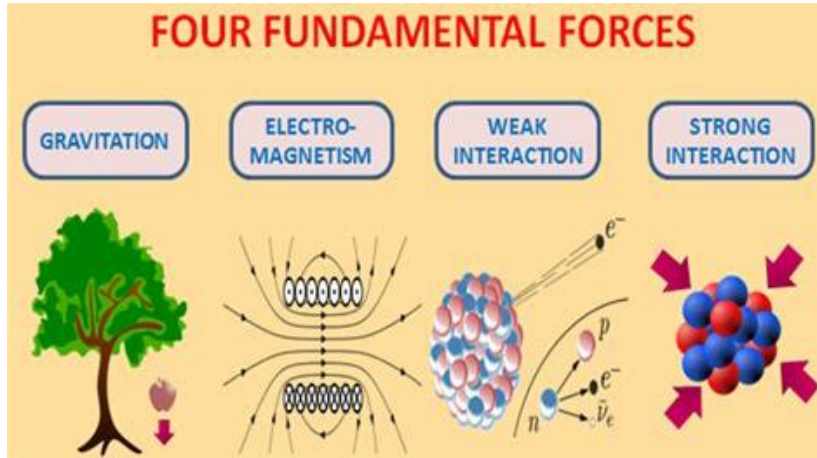 FOUR FUNDAMENTAL FORCES
GRAVITATION
ELECTRO-
MAGNETISM
WEAK
INTERACTION
STRONG
INTERACTION
e⁻
p
e⁻
n
ν̄ₑ